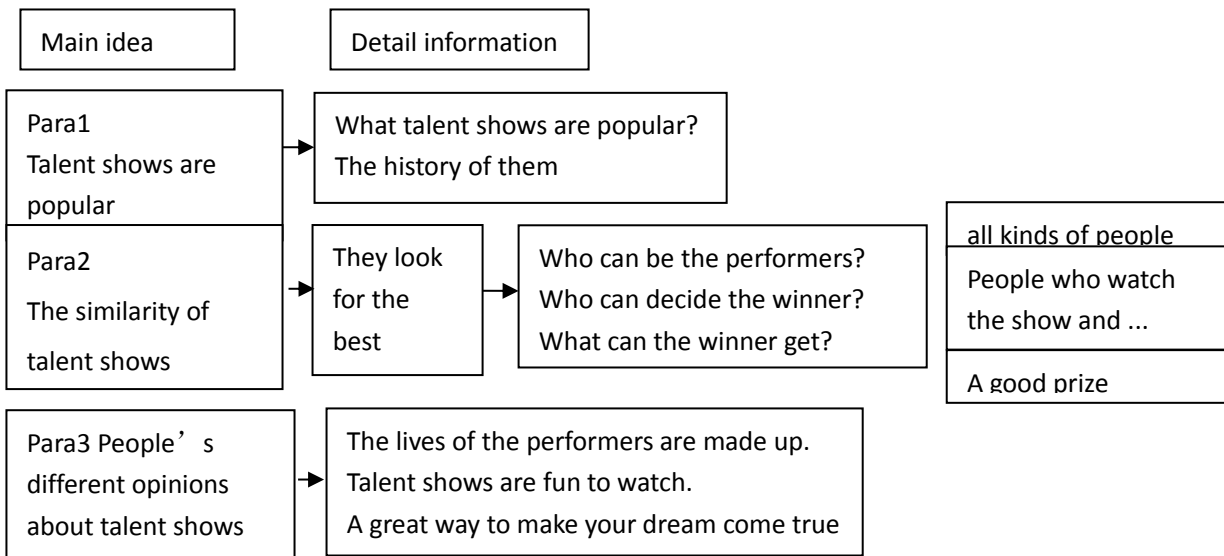 Main idea
Detail information
Para1
Talent shows are
popular
What talent shows are popular?
The history of them
Para2
The similarity of
talent shows
They look
for the
best
Who can be the performers?
Who can decide the winner?
What can the winner get?
all kinds of people
People who watch
the show and ...
A good prize
Para3 People’s
different opinions
about talent shows
The lives of the performers are made up.
Talent shows are fun to watch.
A great way to make your dream come true